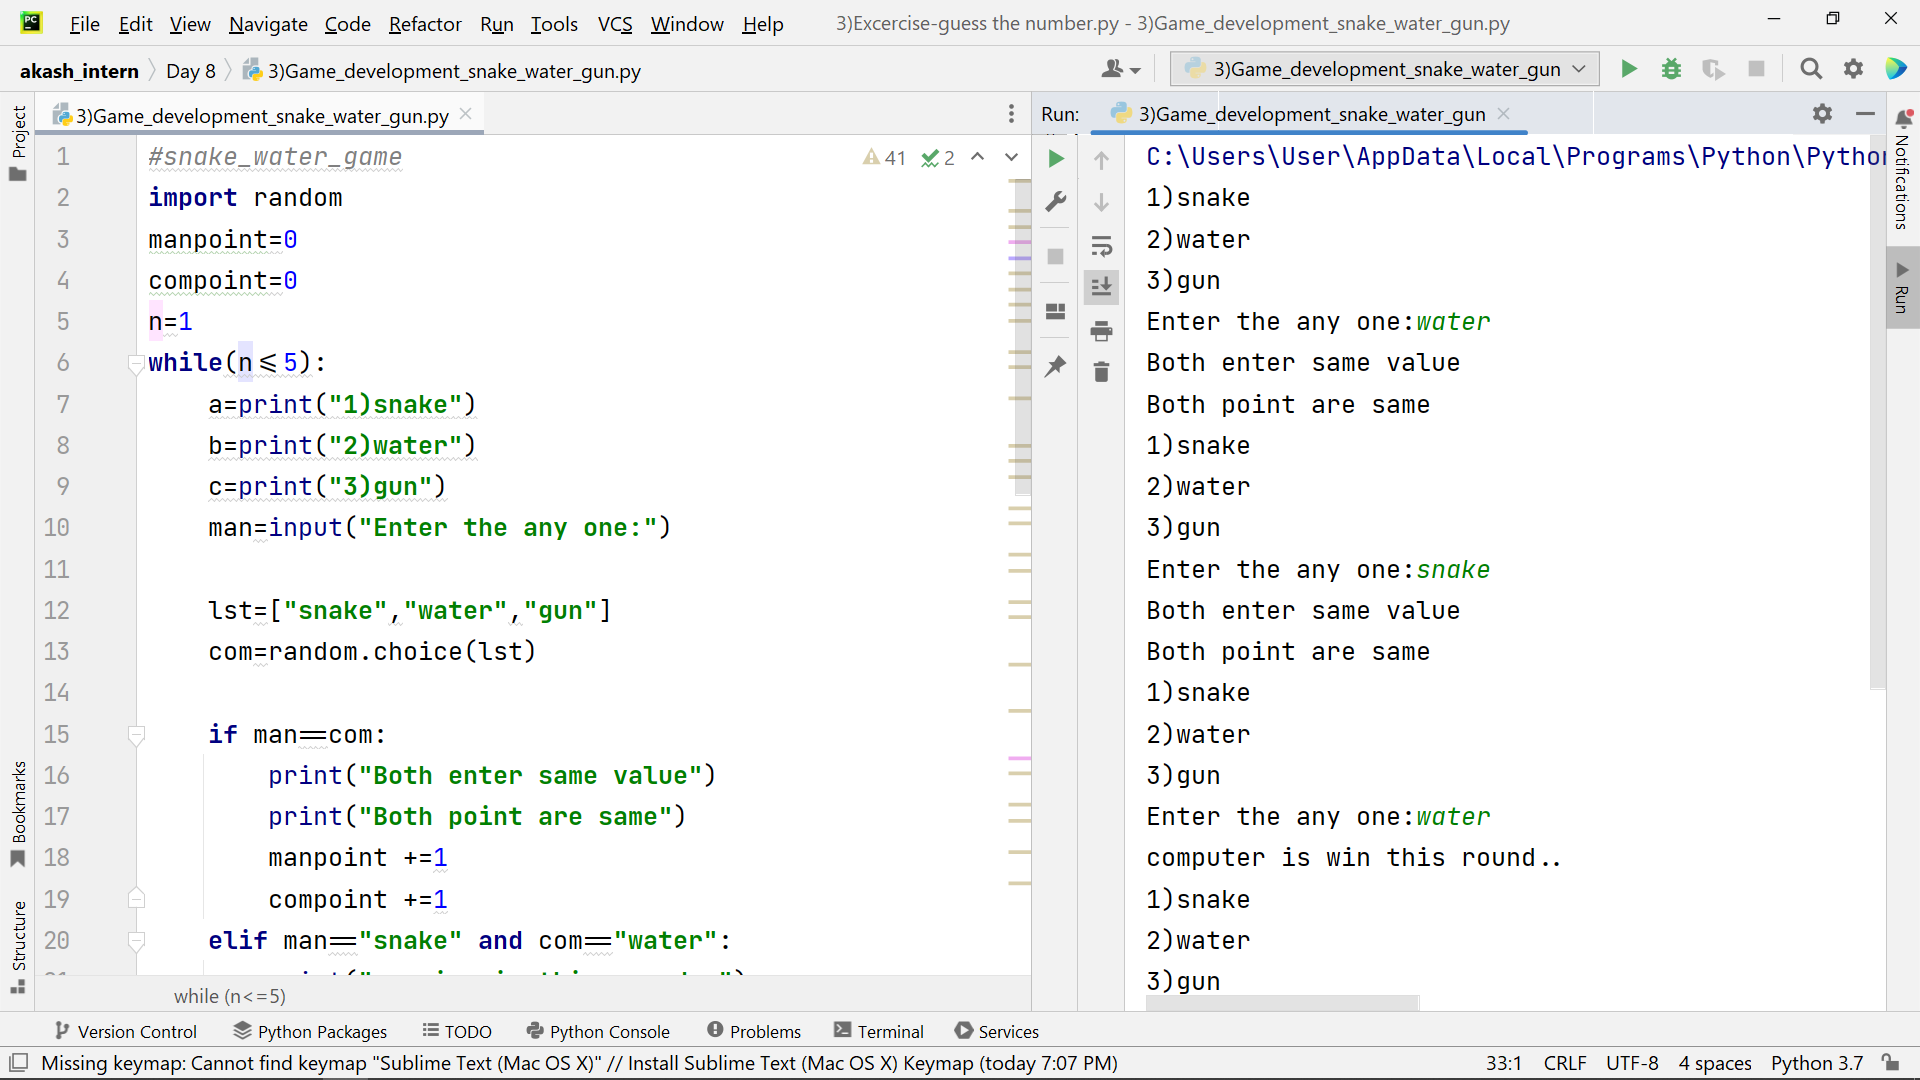 File Edit View Navigate Code Refactor Run Tools VCS Window Help 3)Excercise-guess the number.py - 3)Game_development_snake_water_gun.py
akash_intern Day 8 3)Game_development_snake_water_gun.py 3)Game_development_snake_water_gun
3)Game_development_snake_water_gun.py
Project
Bookmarks
Structure
1 #snake_water_game
2 import random
3 manpoint=0
4 compoint=0
5 n=1
6 while(n<=5):
7 a=print("1)snake")
8 b=print("2)water")
9 c=print("3)gun")
10 man=input("Enter the any one:")
11
12 lst=["snake","water","gun"]
13 com=random.choice(lst)
14
15 if man==com:
16 print("Both enter same value")
17 print("Both point are same")
18 manpoint +=1
19 compoint +=1
20 elif man=="snake" and com=="water":
41 2
while (n<=5)
Run: 3)Game_development_snake_water_gun
C:\Users\User\AppData\Local\Programs\Python\Python
1)snake
2)water
3)gun
Enter the any one:water
Both enter same value
Both point are same
1)snake
2)water
3)gun
Enter the any one:snake
Both enter same value
Both point are same
1)snake
2)water
3)gun
Enter the any one:water
computer is win this round..
1)snake
2)water
3)gun
Notifications
Run
Version Control Python Packages TODO Python Console Problems Terminal Services
Missing keymap: Cannot find keymap "Sublime Text (Mac OS X)" // Install Sublime Text (Mac OS X) Keymap (today 7:07 PM) 33:1 CRLF UTF-8 4 spaces Python 3.7